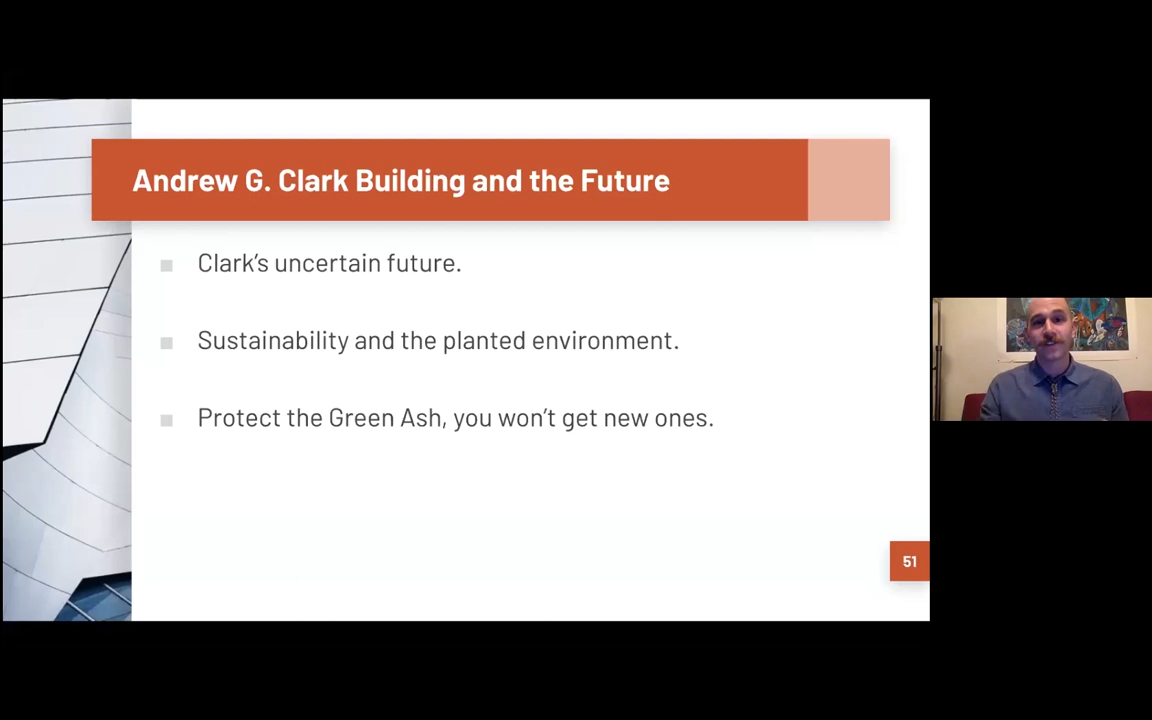 Andrew G. Clark Building and the Future
Clark’s uncertain future.
Sustainability and the planted environment.
Protect the Green Ash, you won’t get new ones.
51